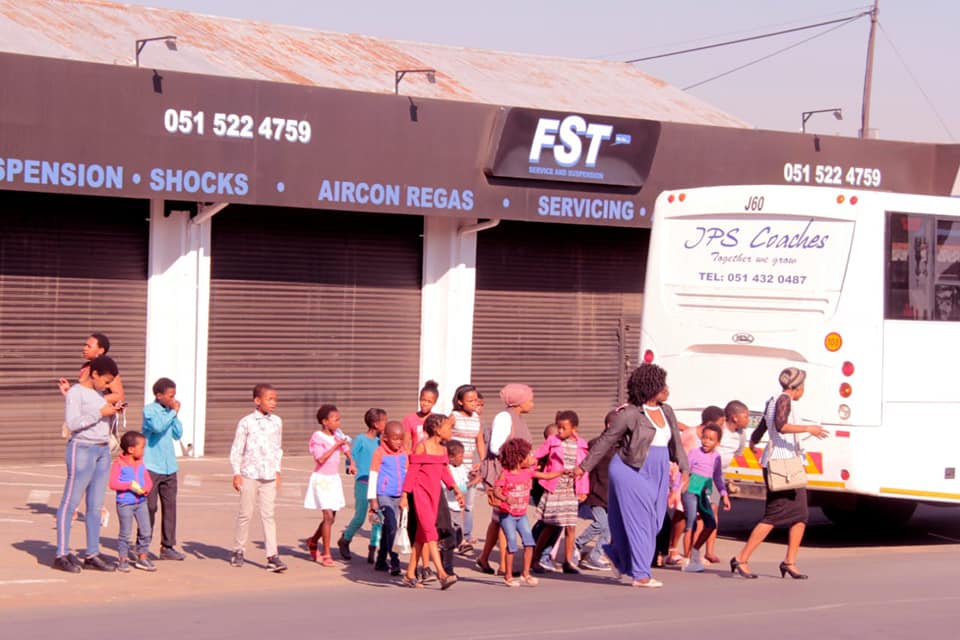 051 522 4759
FST
SERVICE AND SUSPENSION
051 522 4759
SPENSION • SHOCKS • AIRCON REGAS • SERVICING •
J60
JPS Coaches
Together we grow
TEL: 051 432 0487
100